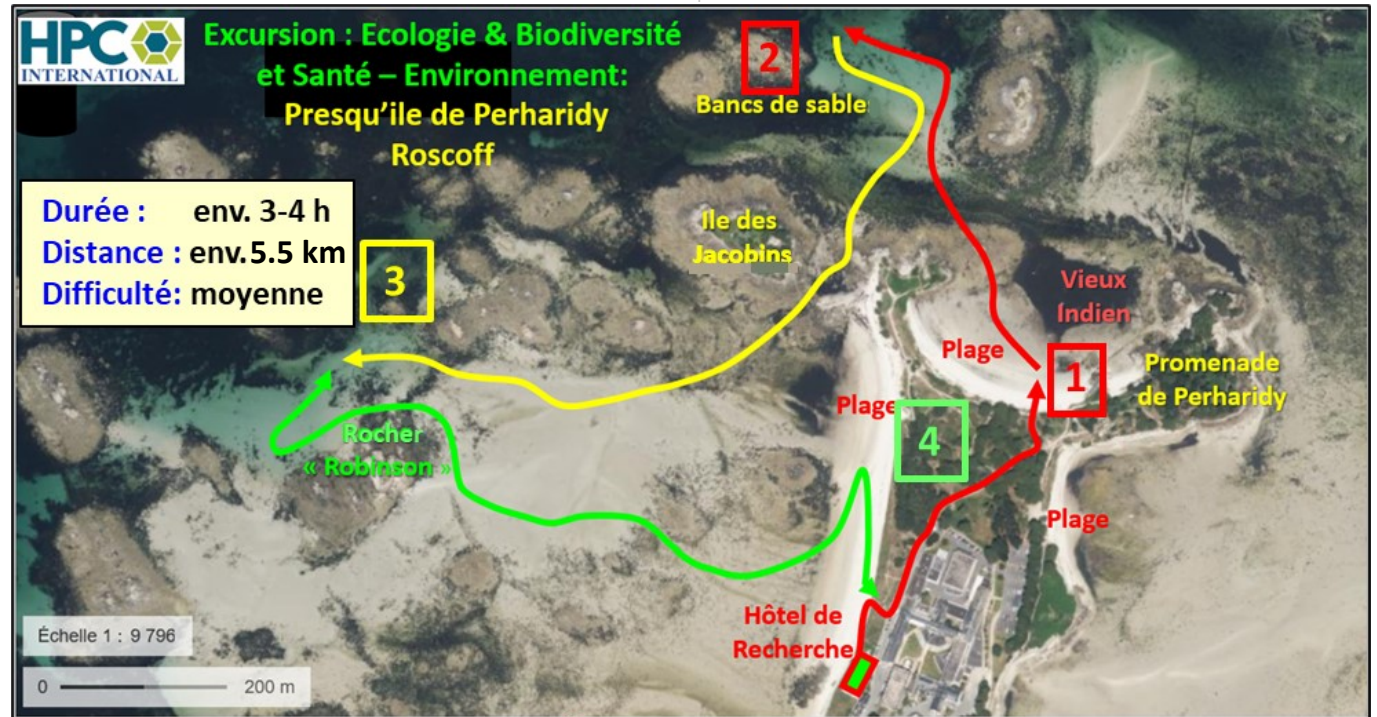 HPC
INTERNATIONAL
Excursion : Ecologie & Biodiversité
et Santé – Environnement:
Presqu'ile de Perharidy
Roscoff
2
Bancs de sable
Durée : env. 3-4 h
Distance : env.5.5 km
Difficulté: moyenne
3
Ile des
Jacobins
Vieux
Indien
Plage
1
Promenade
de Perharidy
Plage
4
Rocher
« Robinson »
Plage
Hôtel de
Recherche
Échelle 1 : 9 796
0 200 m